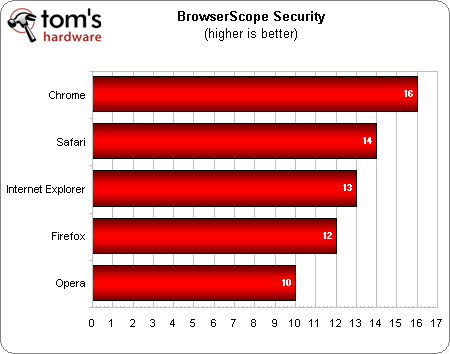 tom's
hardware
BrowserScope Security
(higher is better)
Chrome 16
Safari 14
Internet Explorer 13
Firefox 12
Opera 10
0 1 2 3 4 5 6 7 8 9 10 11 12 13 14 15 16 17